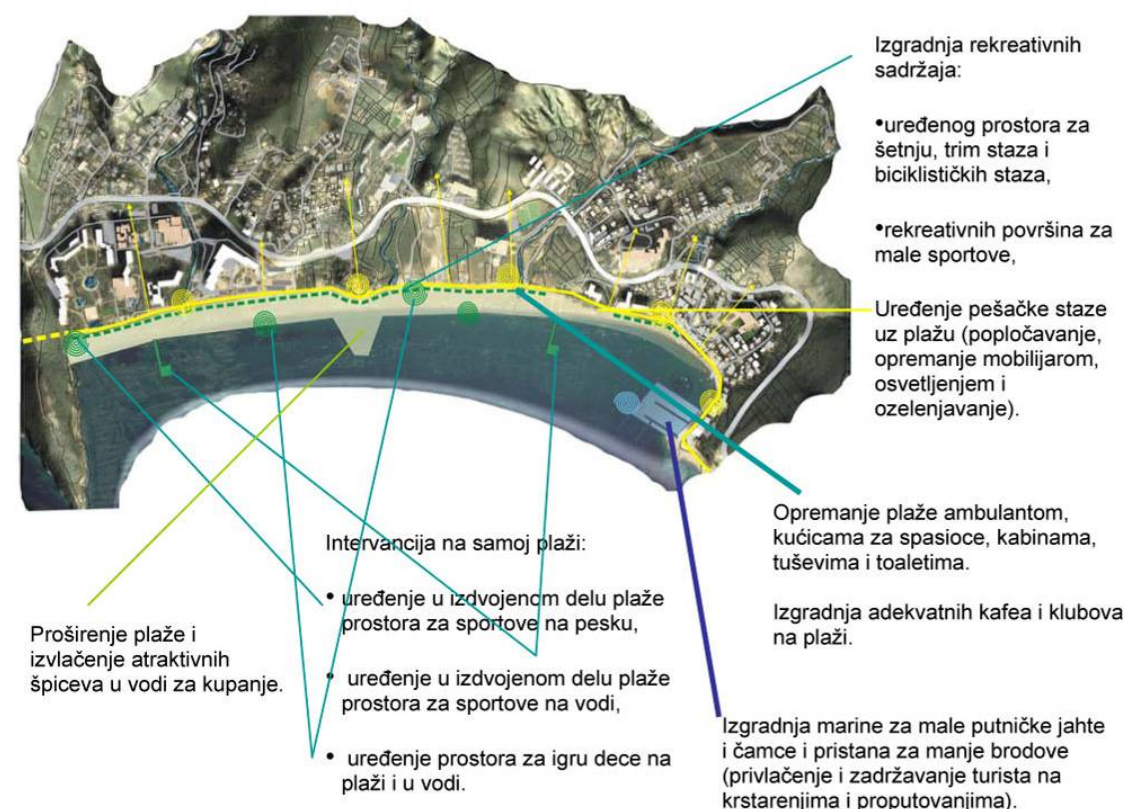 Izgradnja rekreativnih
sadržaja:
•uređenog prostora za
šetnju, trim staza i
biciklističkih staza,
•rekreativnih površina za
male sportove,
Uređenje pešačke staze
uz plažu (popločavanje,
opremanje mobilijarom,
osvetljenjem i
ozelenjavanje).
Opremanje plaže ambulantom,
kućicama za spasioce, kabinama,
tuševima i toaletima.
Izgradnja adekvatnih kafea i klubova
na plaži.
Intervancija na samoj plaži:
• uređenje u izdvojenom delu plaže
prostora za sportove na pesku,
• uređenje u izdvojenom delu plaže
prostora za sportove na vodi,
• uređenje prostora za igru dece na
plaži i u vodi.
Proširenje plaže i
izvlačenje atraktivnih
špiceva u vodi za kupanje.
Izgradnja marine za male putničke jahte
i čamce i pristana za manje brodove
(privlačenje i zadržavanje turista na
krstarenjima i proputovanjima).